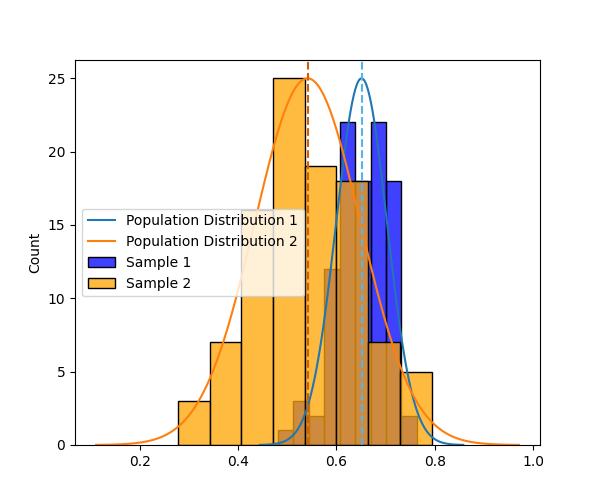 25
20
15
10
5
0
Count
Population Distribution 1
Population Distribution 2
Sample 1
Sample 2
0.2 0.4 0.6 0.8 1.0